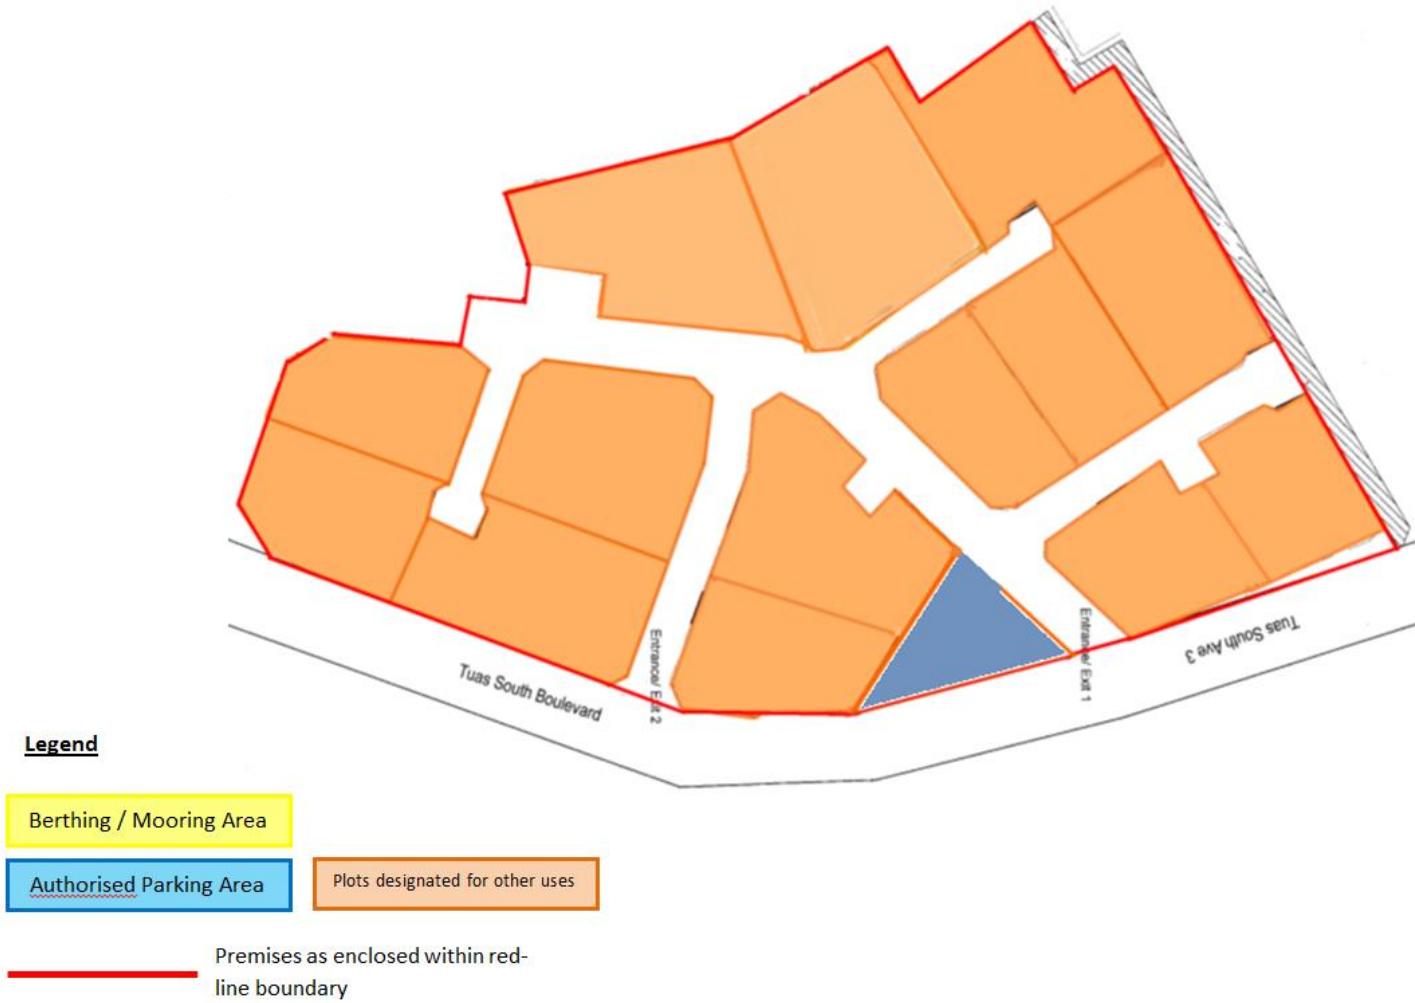 Entrance/ Exit 2
Entrance/ Exit 1
Tuas South Ave 3
Tuas South Boulevard
Legend
Berthing / Mooring Area
Authorised Parking Area
Plots designated for other uses
Premises as enclosed within red-
line boundary